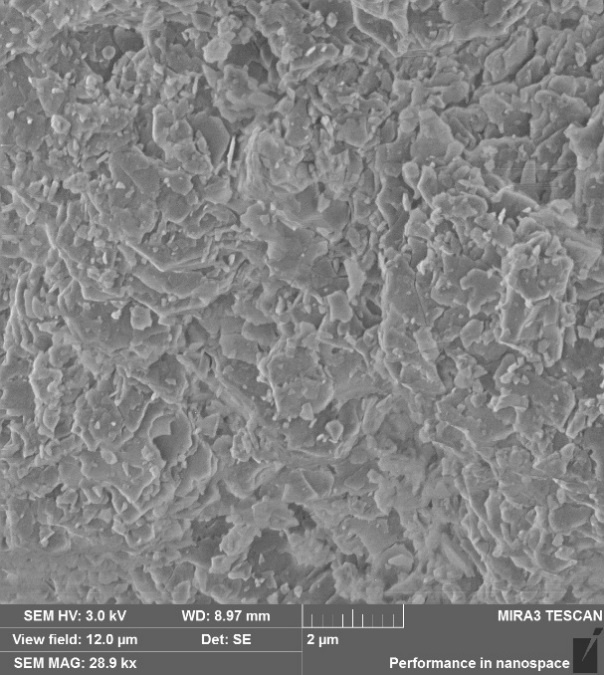 SEM HV: 3.0 kV WD: 8.97 mm MIRA3 TESCAN
View field: 12.0 µm Det: SE 2 µm
SEM MAG: 28.9 kx Performance in nanospace